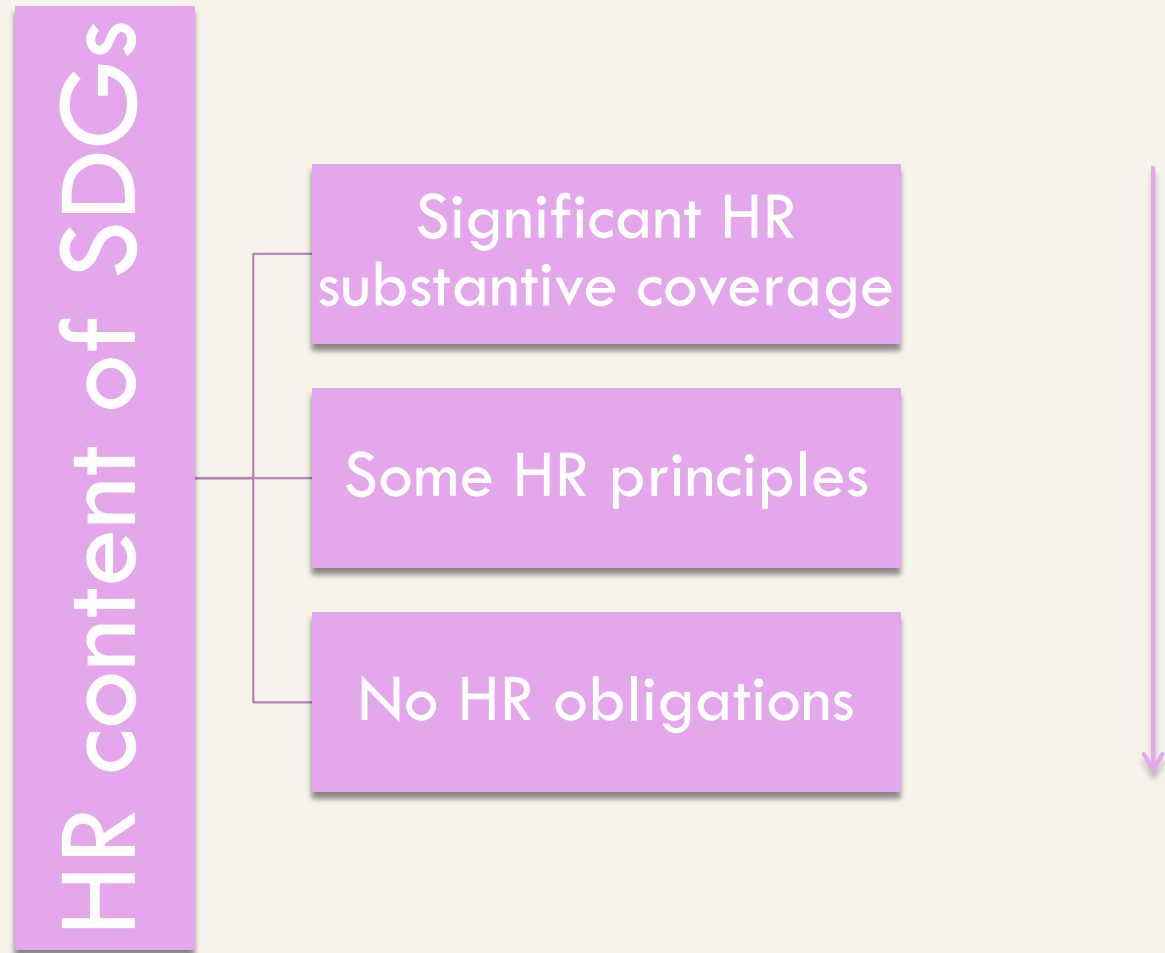 HR content of SDGs
Significant HR
substantive coverage
Some HR principles
No HR obligations